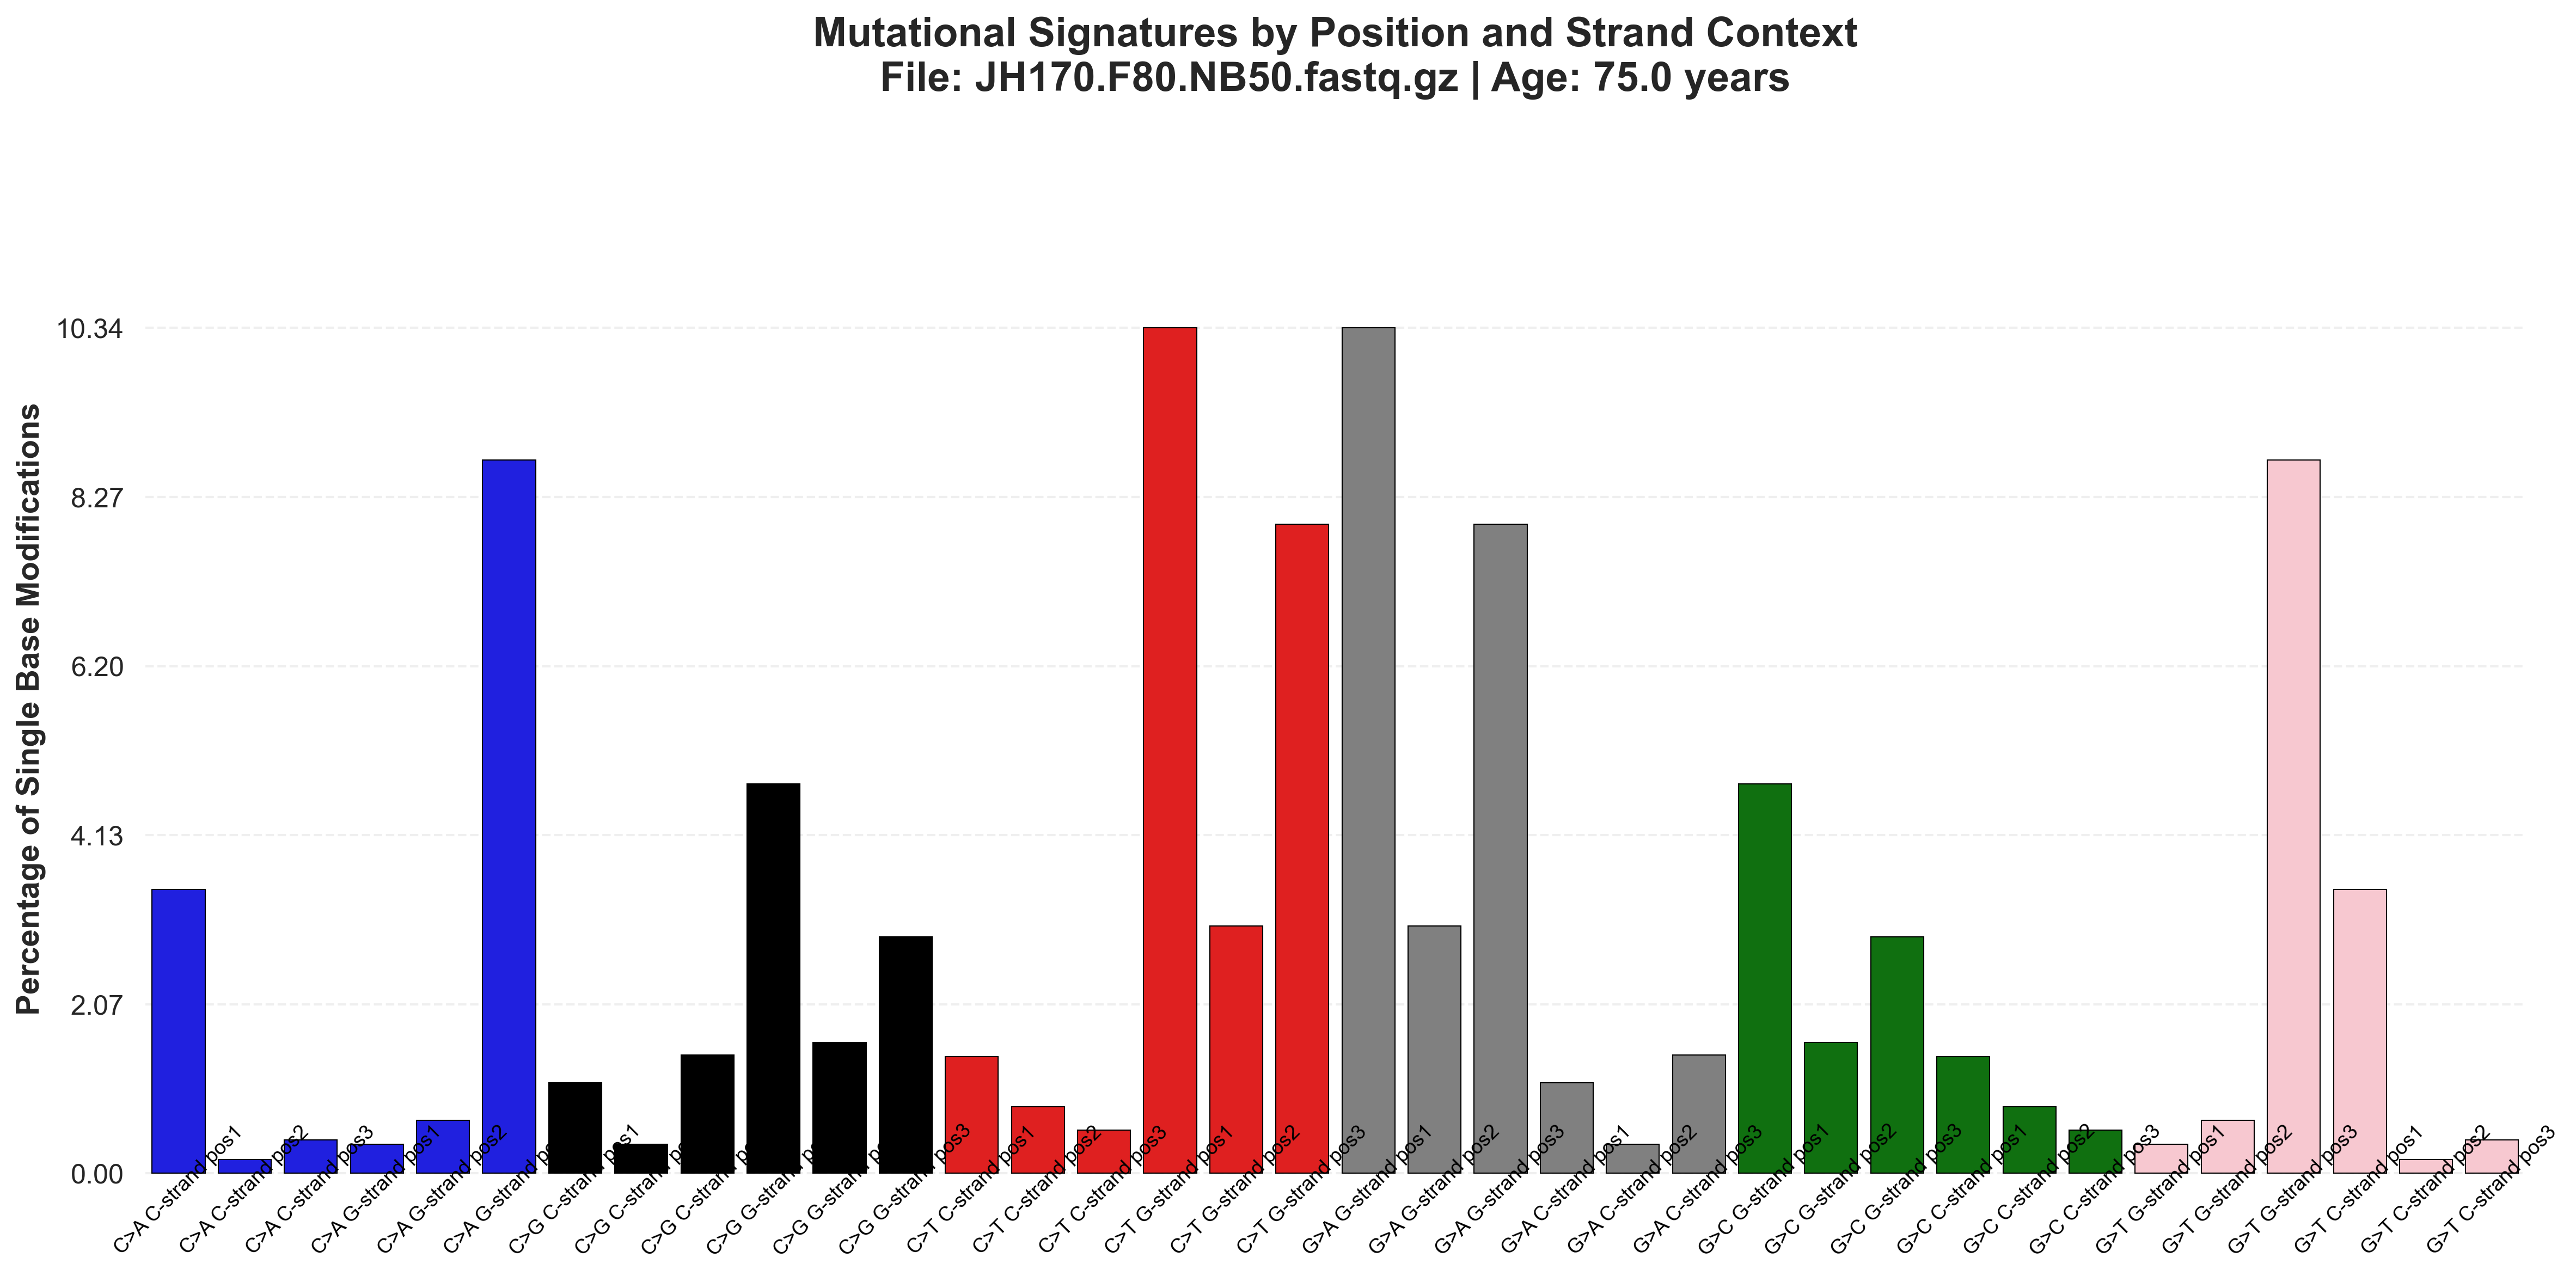 Mutational Signatures by Position and Strand Context
File: JH170.F80.NB50.fastq.gz | Age: 75.0 years
Percentage of Single Base Modifications
10.34
8.27
6.20
4.13
2.07
0.00
C>A C-strand pos1
C>A C-strand pos2
C>A C-strand pos3
C>A G-strand pos1
C>A G-strand pos2
C>A G-strand
C>G C-strand pos1
C>G C-strand
C>G C-strand
C>G G-strand
C>G G-strand
C>G G-strand pos3
C>T C-strand pos1
C>T C-strand pos2
C>T C-strand pos3
C>T G-strand pos1
C>T G-strand pos2
C>T G-strand pos3
G>A G-strand pos1
G>A G-strand pos2
G>A G-strand pos3
G>A C-strand pos1
G>A C-strand pos2
G>A C-strand pos3
G>C G-strand pos1
G>C G-strand pos2
G>C G-strand pos3
G>C C-strand pos1
G>C C-strand pos2
G>C C-strand pos3
G>T G-strand pos1
G>T G-strand pos2
G>T G-strand pos3
G>T C-strand pos1
G>T C-strand pos2
G>T C-strand pos3